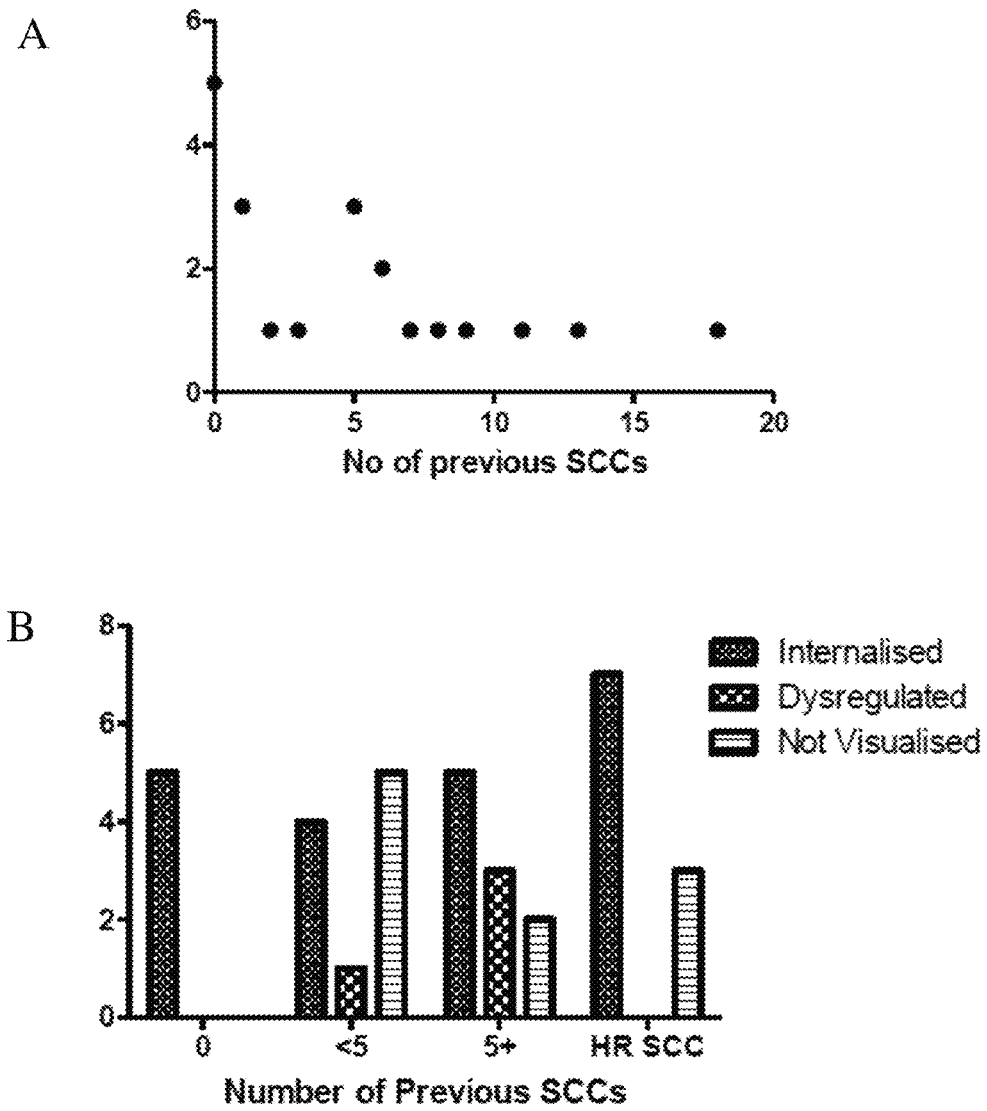 A
6
4
2
0
0 5 10 15 20
No of previous SCCs
B
8
6
4
2
0
Internalised
Dysregulated
Not Visualised
0 <5 5+ HR SCC
Number of Previous SCCs